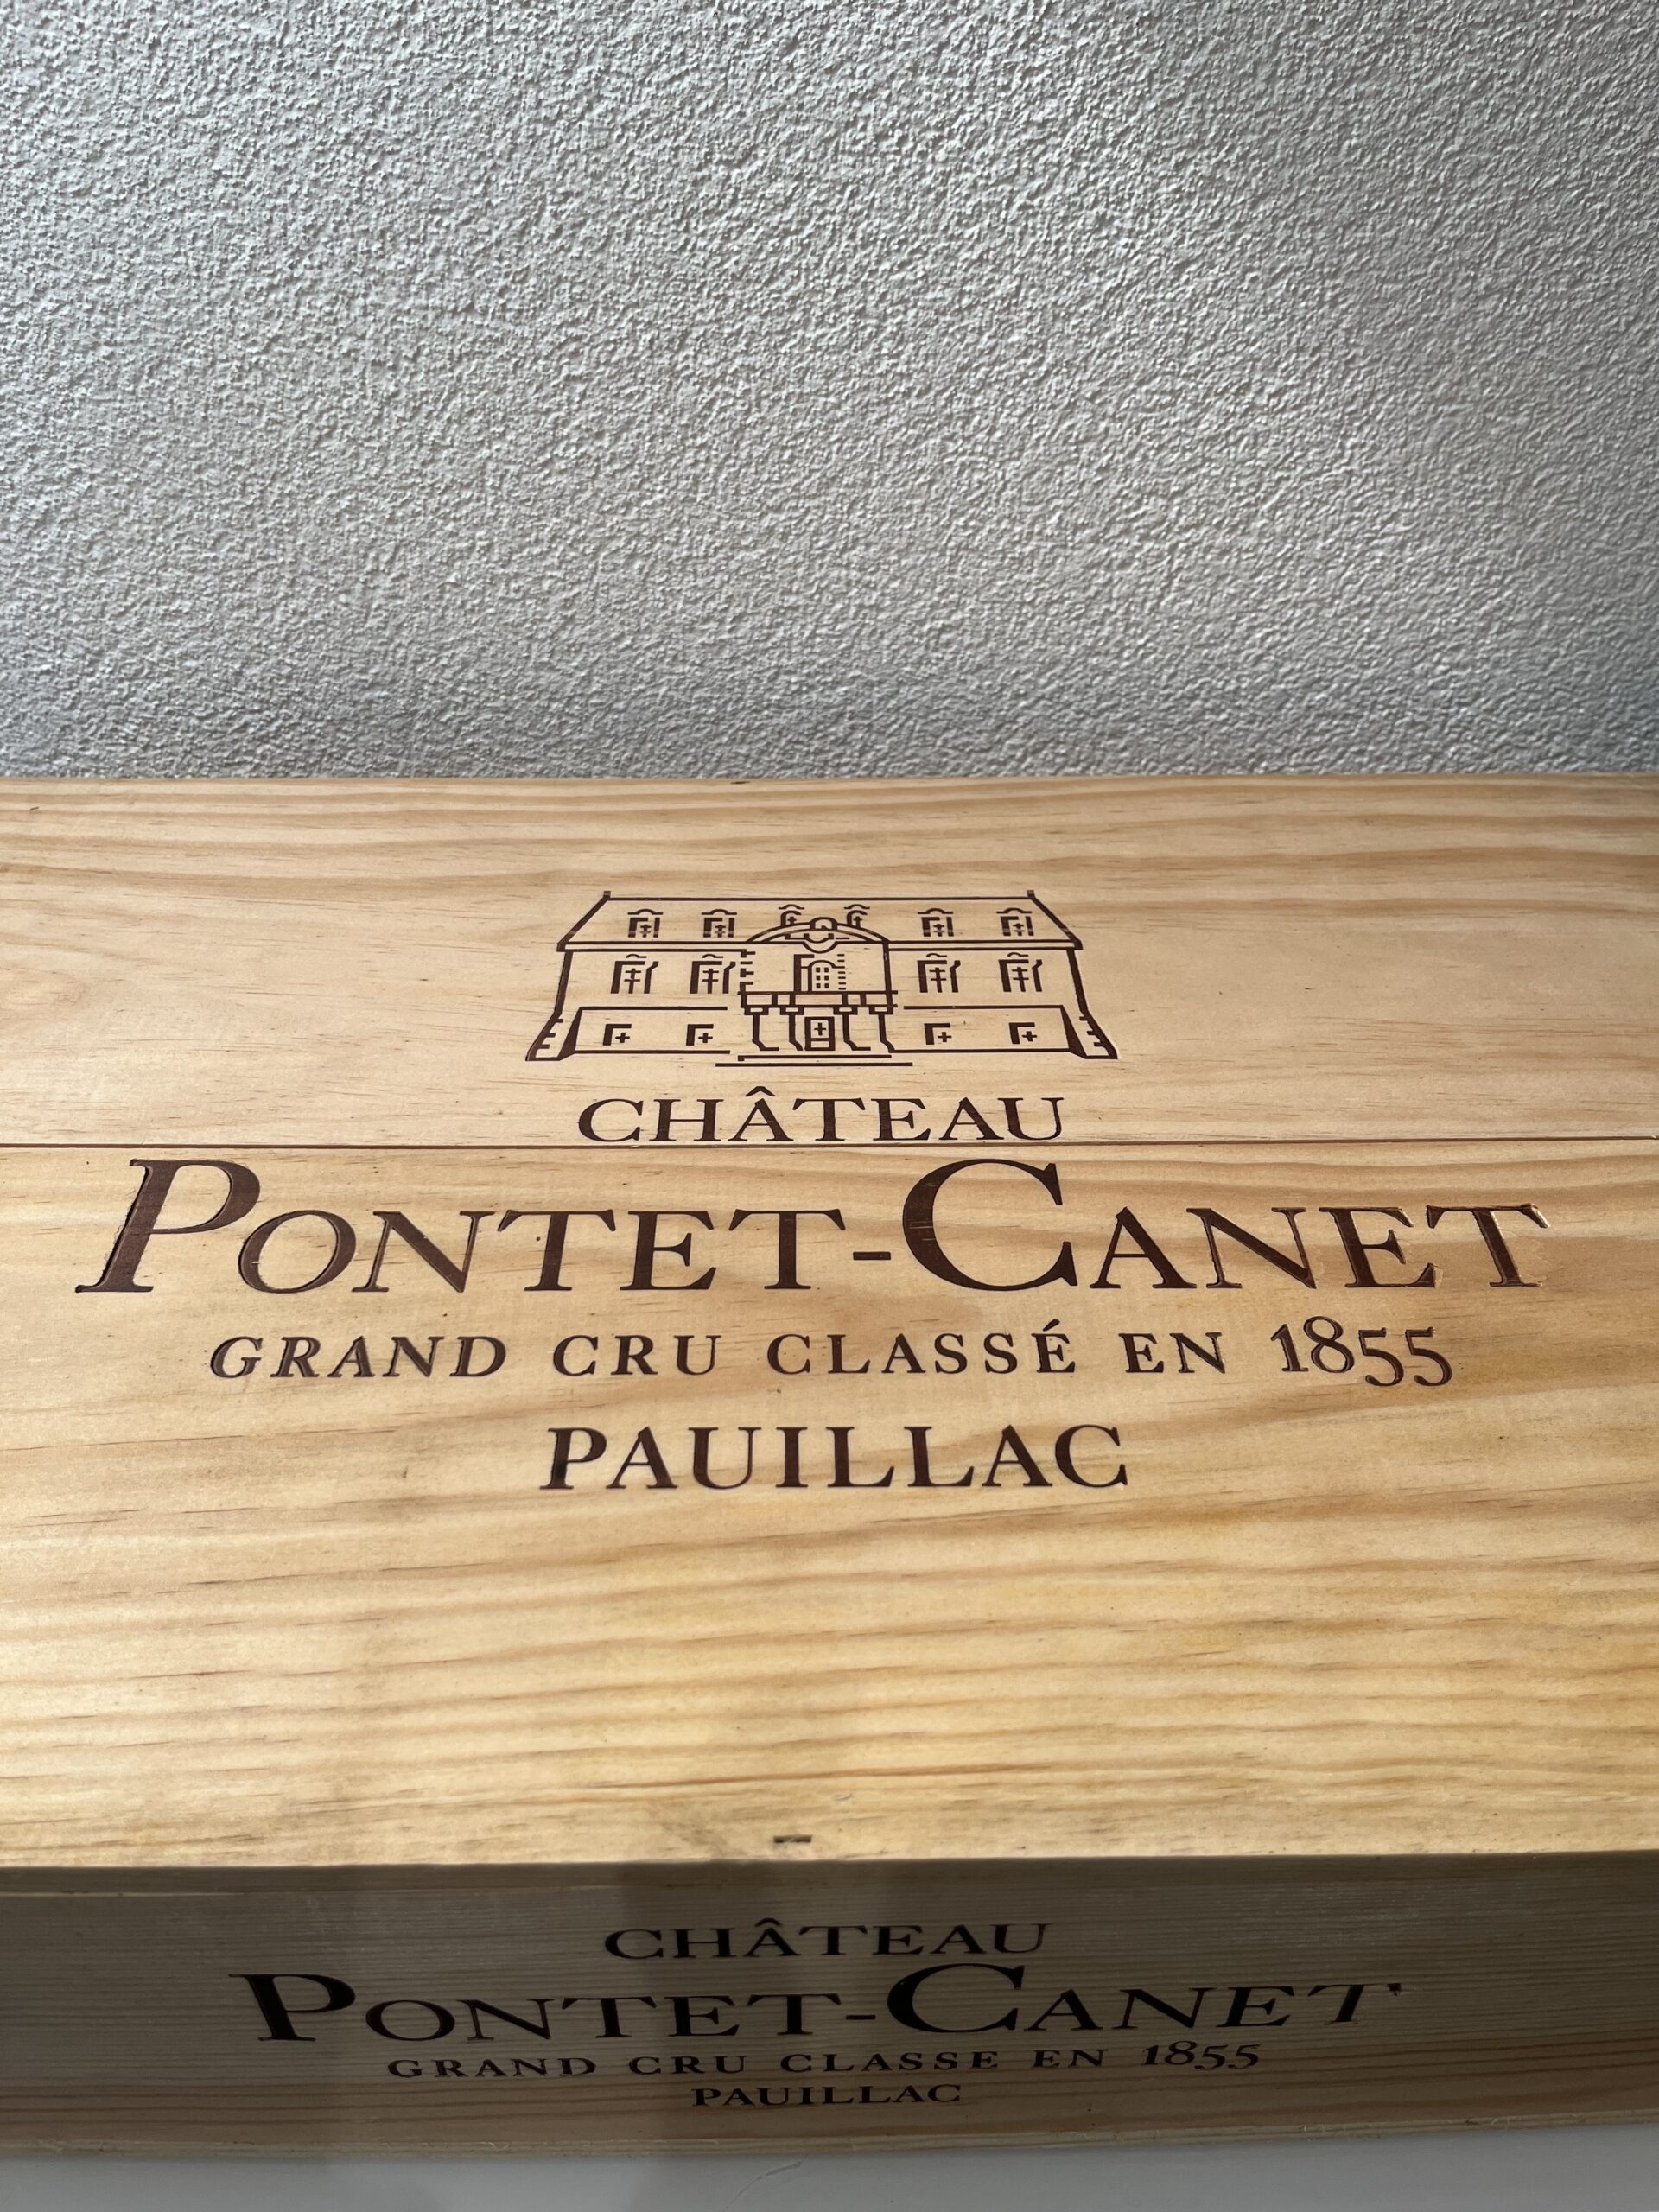 CHÂTEAU
PONTET-CANET
GRAND CRU CLASSÉ EN 1855
PAUILLAC
CHÂTEAU
PONTET-CANET
GRAND CRU CLASSE EN 1855
PAUILLAC